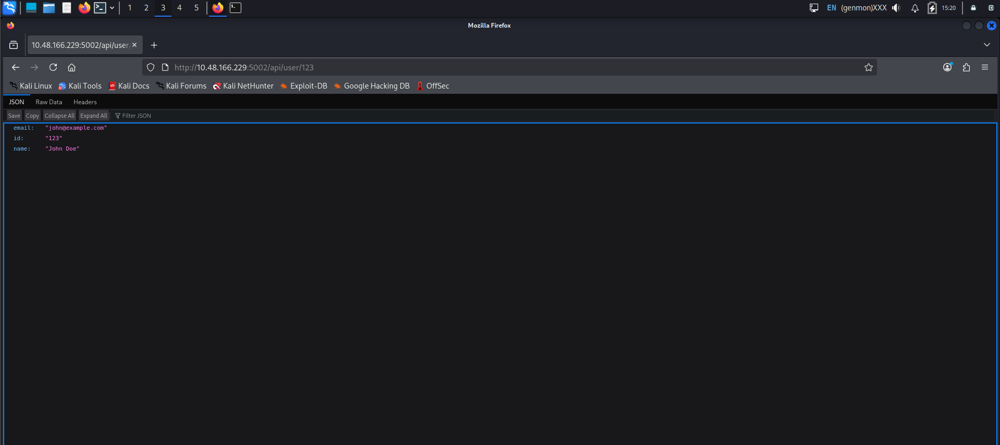 1 2 3 4 5 EN (genmon)XXX 15:20
Mozilla Firefox
10.48.166.229:5002/api/user/
http://10.48.166.229:5002/api/user/123
Kali Linux Kali Tools Kali Docs Kali Forums Kali NetHunter Exploit-DB Google Hacking DB OffSec
JSON Raw Data Headers
Save Copy Collapse All Expand All Filter JSON
email: "john@example.com"
id: "123"
name: "John Doe"